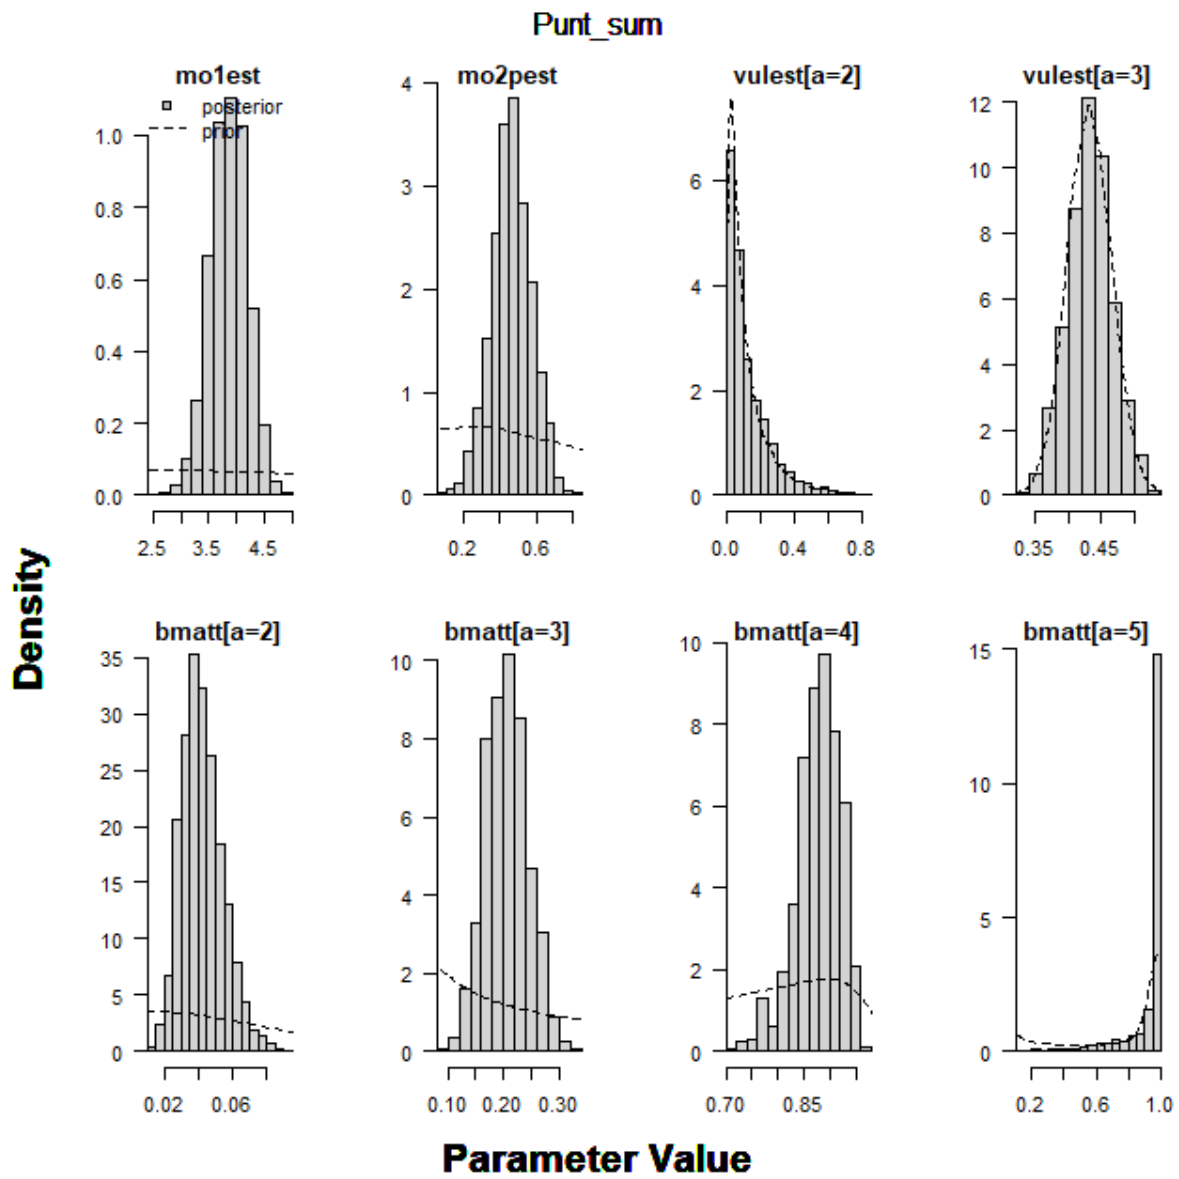 Punt_sum
mo1est
mo2pest
vulest[a=2]
vulest[a=3]
posterior
prior
1.0
0.8
0.6
0.4
0.2
0.0
2.5 3.5 4.5
4
3
2
1
0
0.2 0.6
6
4
2
0
0.0 0.4 0.8
12
10
8
6
4
2
0
0.35 0.45
Density
bmatt[a=2]
bmatt[a=3]
bmatt[a=4]
bmatt[a=5]
35
30
25
20
15
10
5
0
0.02 0.06
10
8
6
4
2
0
0.10 0.20 0.30
10
8
6
4
2
0
0.70 0.85
15
10
5
0
0.2 0.6 1.0
Parameter Value